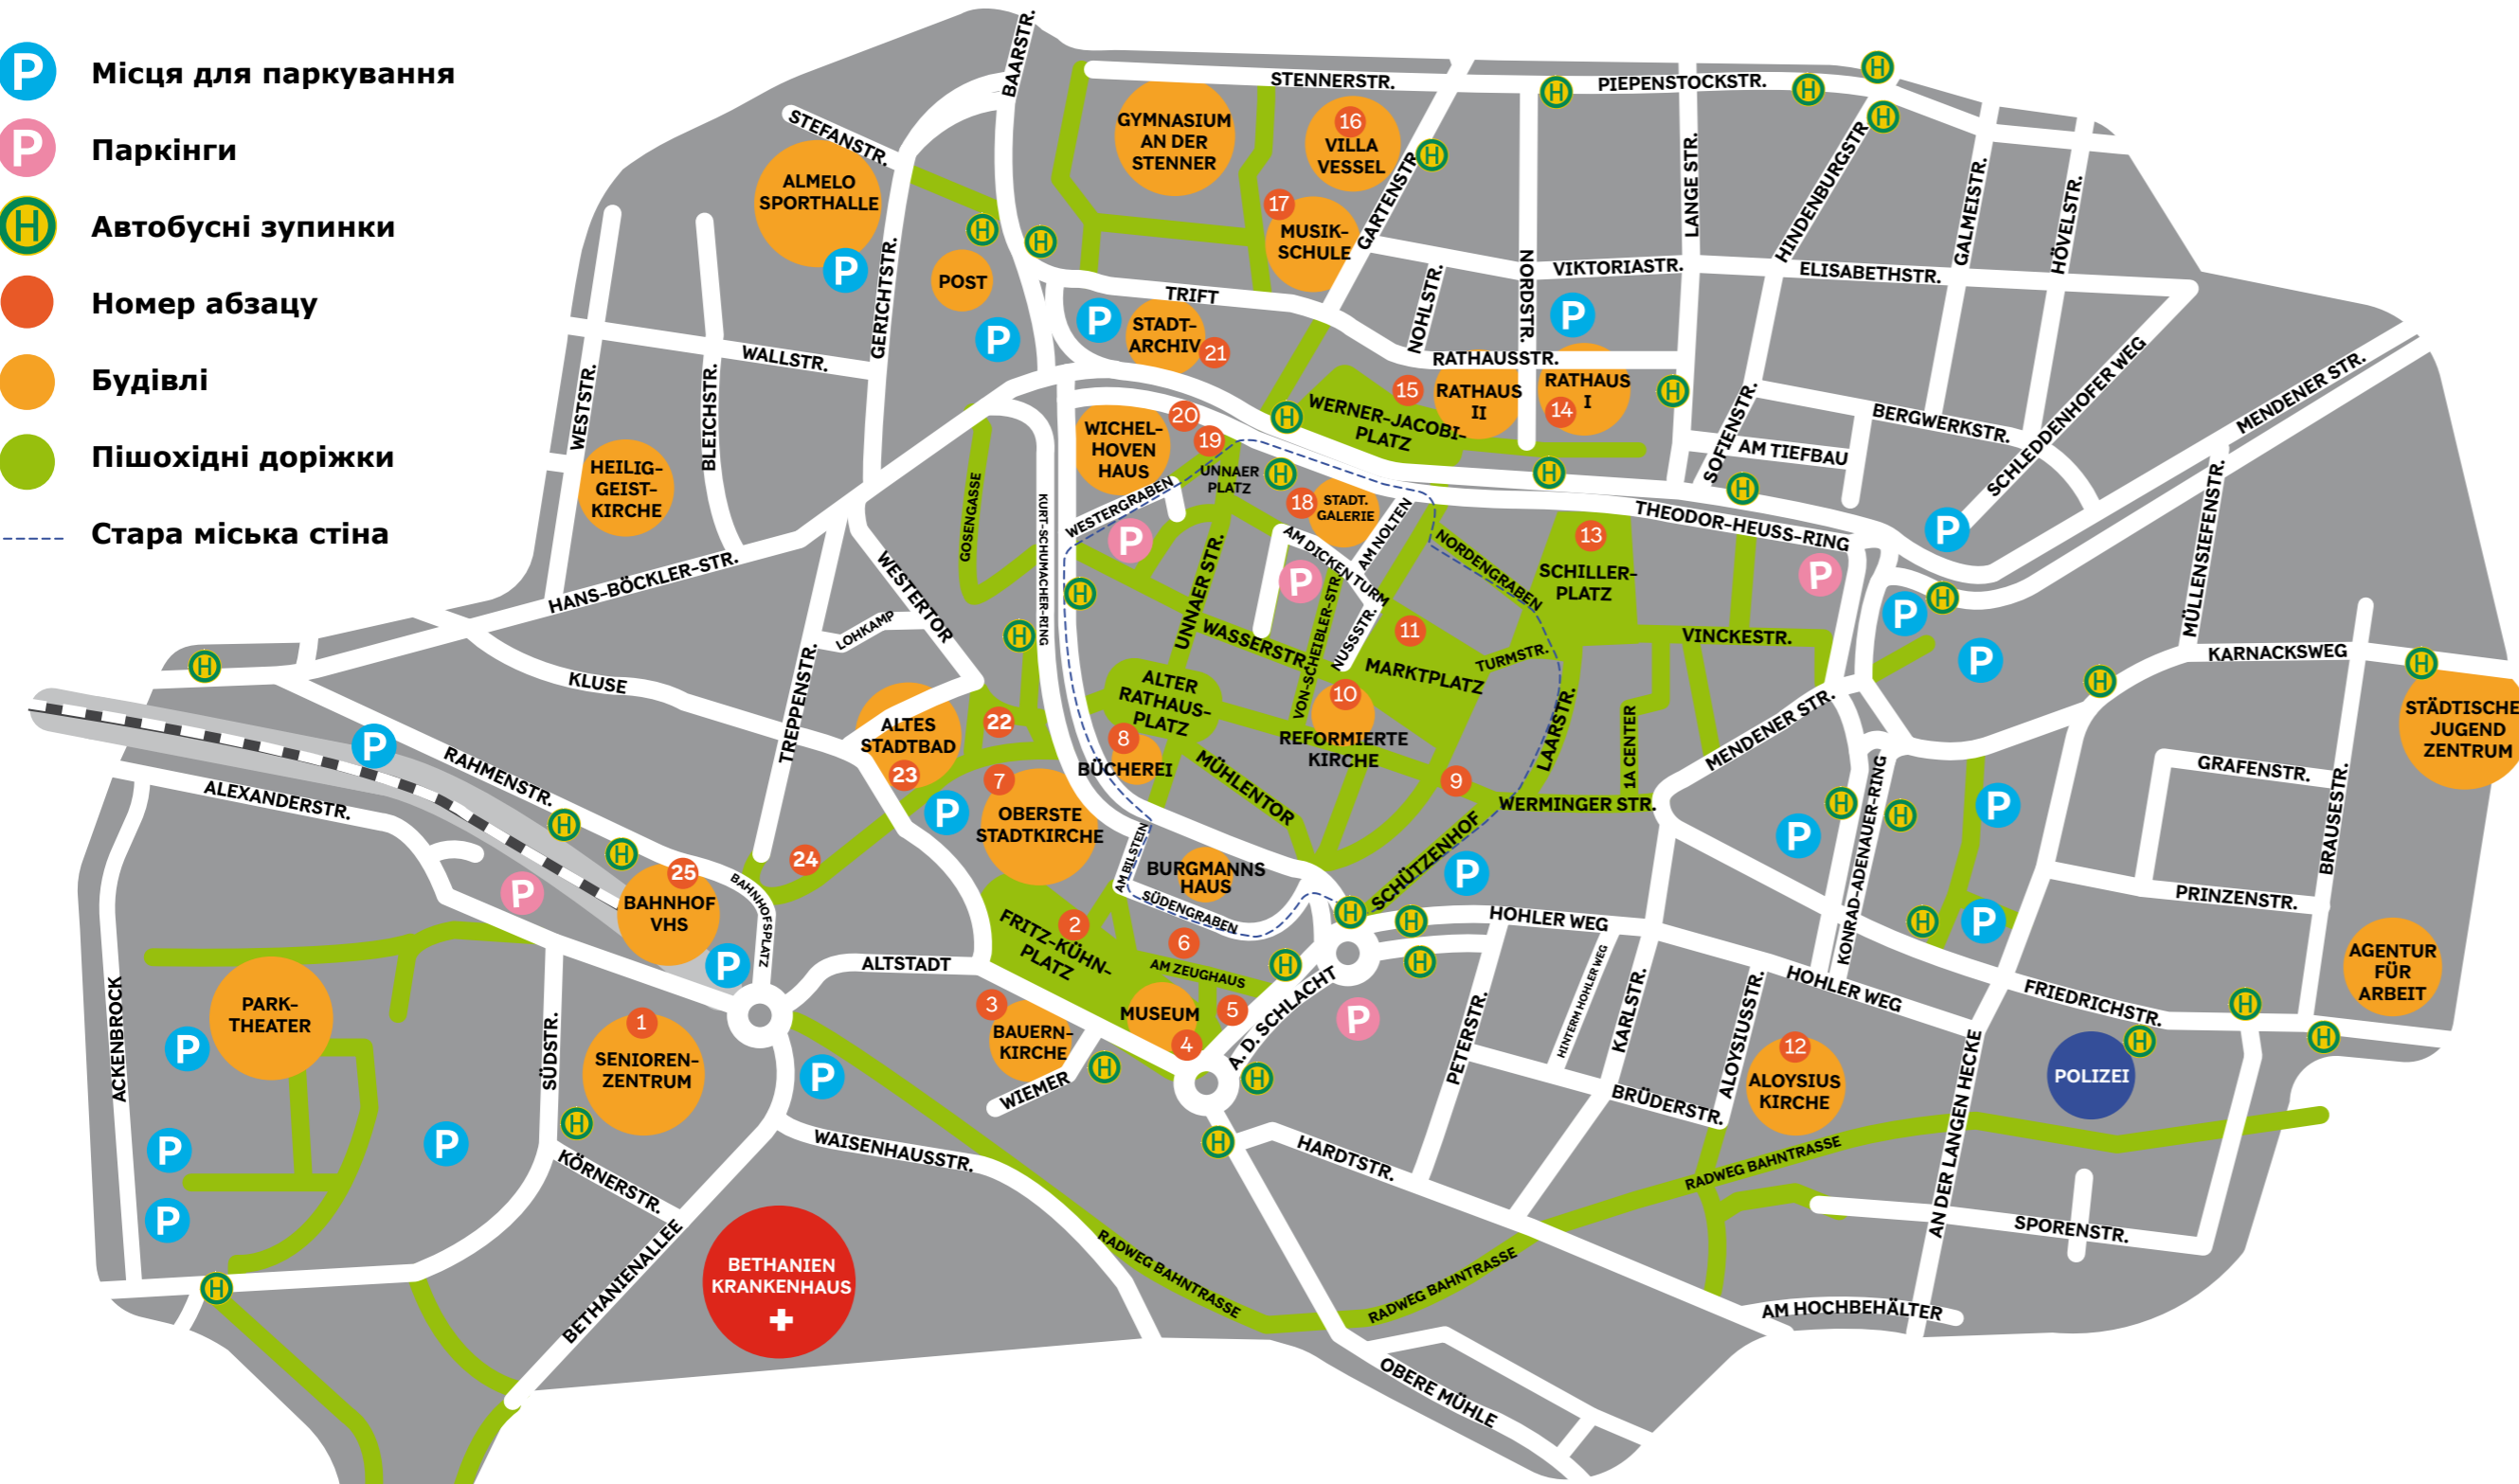 P Місця для паркування
P Паркінги
H Автобусні зупинки
Номер абзацу
Будівлі
Пішохідні доріжки
Стара міська стіна
BAARSTR.
STENNERSTR.
PIEPENSTOCKSTR.
H
H
H
H
STEFANSTR.
GYMNASIUM
AN DER
STENNER
16
VILLA
VESSEL
H
GARTENSTR.
LANGE STR.
HINDENBURGSTR.
GALMEISTR.
HÖVELSTR.
ALMELO
SPORTHALLE
P
GERICHTSTR.
H
H
17
MUSIK-
SCHULE
POST
P
TRIFT
P
STADT-
ARCHIV
21
NOHLSTR.
NORDSTR.
VIKTORIASTR.
ELISABETHSTR.
P
RATHAUSSTR.
WALLSTR.
WESTSTR.
BLEICHSTR.
HEILIG-
GEIST-
KIRCHE
WERNER-JACOBI-
PLATZ
15
RATHAUS
II
RATHAUS
I
14
H
SOFIENSTR.
BERGWERKSTR.
AM TIEFBAU
SCHLEDDENHOFER WEG
MENDENER STR.
WICHEL-
HOVEN
HAUS
20
19
H
UNNAER
PLATZ
H
18
STADT.
GALERIE
H
H
THEODOR-HEUSS-RING
P
MÜLLENSIEFENSTR.
GOSENGASSE
KURT-SCHUMACHER-RING
WESTERGRABEN
P
AM DICKEN TURM
AM NOLTEN
NORDENGRABEN
13
SCHILLER-
PLATZ
P
P
H
P
HANS-BÖCKLER-STR.
WESTERTOR
LOHKAMP
H
H
UNNAER STR.
WASSERSTR.
P
VON-SCHEIBLER-STR.
NUSSSTR.
11
MARKTPLATZ
TURMSTR.
VINCKESTR.
KARNACKSWEG
H
H
H
KLUSE
TREPPENSTR.
ALTES
STADTBAD
23
22
ALTER
RATHAUS-
PLATZ
10
REFORMIERTE
KIRCHE
LAARSTR.
1A CENTER
MENDENER STR.
STÄDTISCHE
JUGEND
ZENTRUM
P
RAHMENSTR.
ALEXANDERSTR.
H
H
8
BÜCHEREI
MÜHLENTOR
9
WERMINGER STR.
GRAFENSTR.
BRAUSESTR.
P
7
OBERSTE
STADTKIRCHE
H
H
KONRAD-ADENAUER-RING
P
P
24
25
BAHNHOF
VHS
P
BAHNHOFSPLATZ
P
AM BILSTEIN
BURGMANNS
HAUS
SÜDENGRABEN
SCHÜTZENHOF
P
H
H
H
HOHLER WEG
H
P
PRINZENSTR.
AGENTUR
FÜR
ARBEIT
ACKENBROCK
PARK-
THEATER
P
P
P
P
ALTSTADT
FRITZ-KÜHN-
PLATZ
2
6
AM ZEUGHAUS
H
A. D. SCHLACHT
P
PETERSTR.
HINTERM HOHLER WEG
KARLSTR.
ALOYSIUSSTR.
HOHLER WEG
FRIEDRICHSTR.
H
H
SÜDSTR.
1
SENIOREN-
ZENTRUM
H
P
3
BAUERN-
KIRCHE
WIEMER
H
MUSEUM
4
5
H
H
BRÜDERSTR.
12
ALOYSIUS
KIRCHE
AN DER LANGEN HECKE
POLIZEI
H
KÖRNERSTR.
WAISENHAUSSTR.
HARDTSTR.
RADWEG BAHNTRASSE
SPORENSTR.
H
BETHANIENALLEE
BETHANIEN
KRANKENHAUS
RADWEG BAHNTRASSE
RADWEG BAHNTRASSE
AM HOCHBEHÄLTER
OBERE MÜHLE